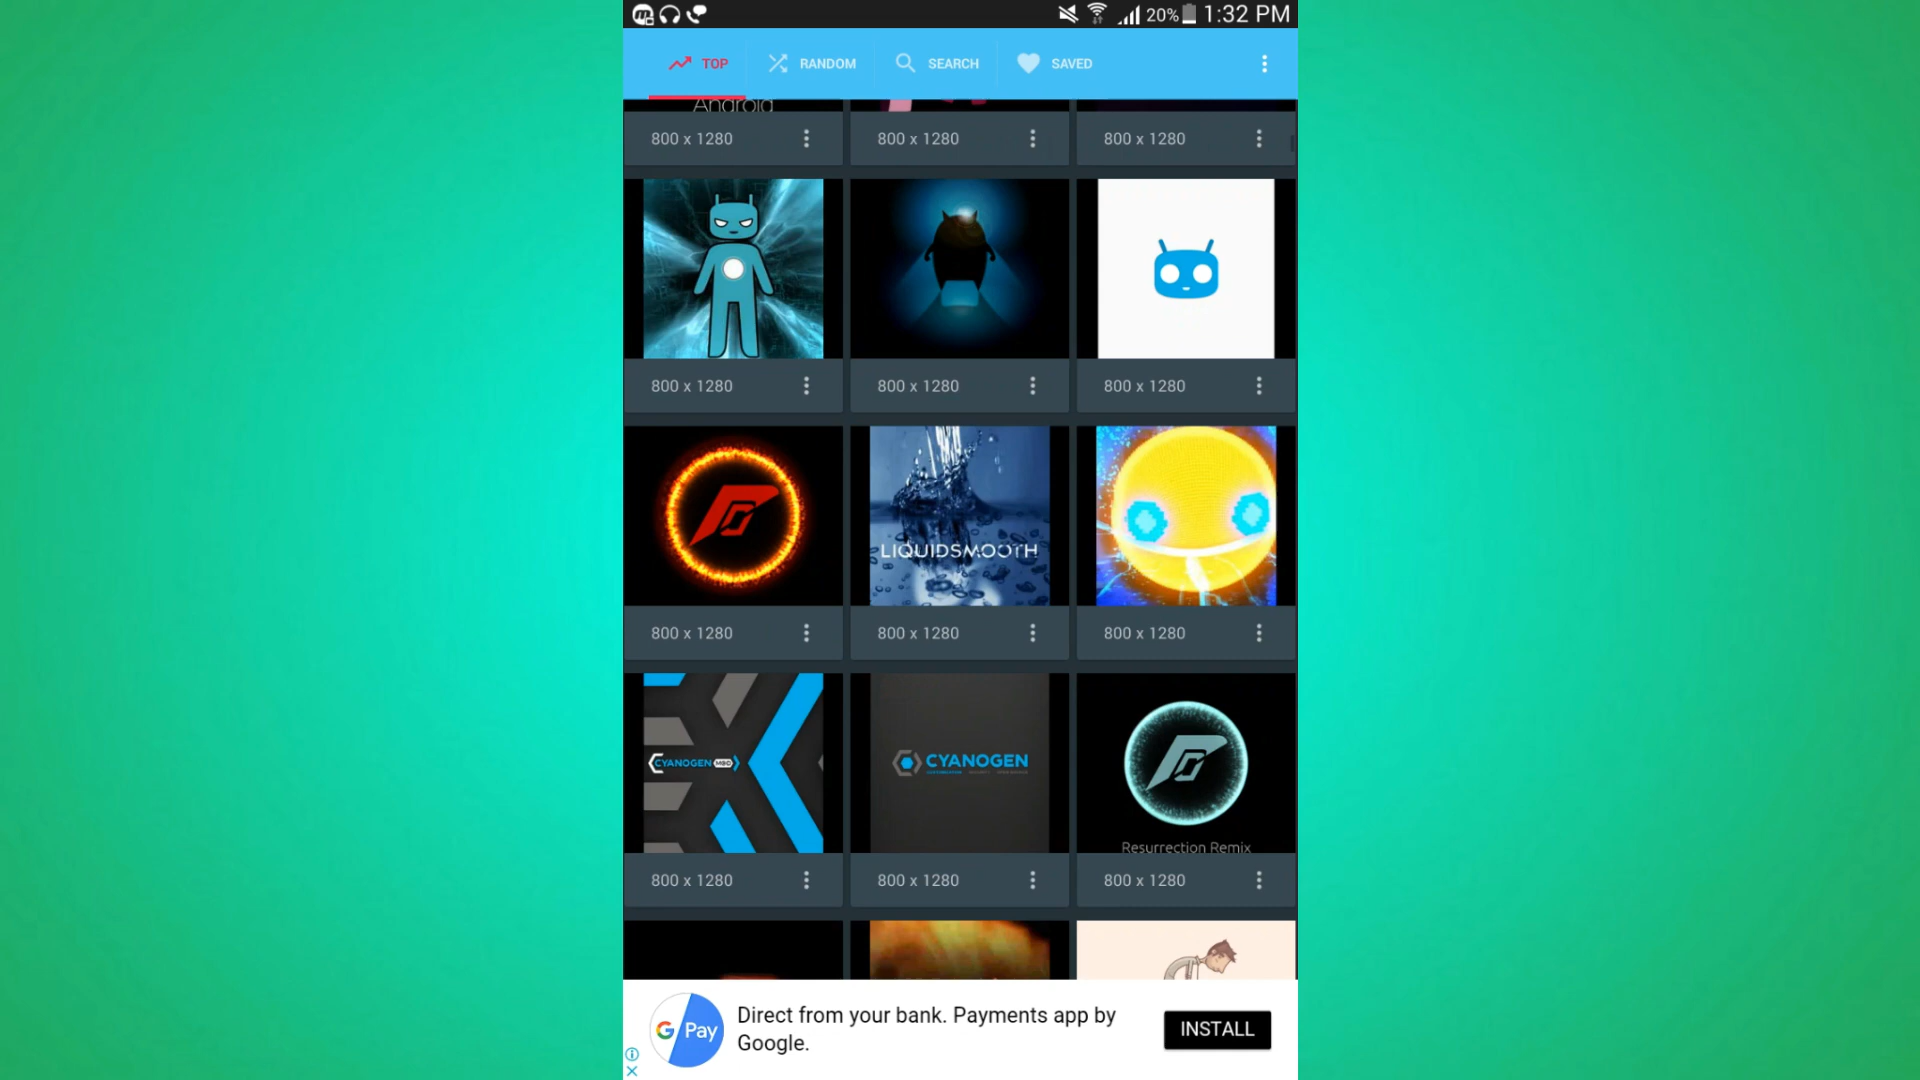 20% 1:32 PM
TOP RANDOM SEARCH SAVED
Android
800 x 1280 800 x 1280 800 x 1280
800 x 1280 800 x 1280 800 x 1280
LIQUIDSMOOTH
800 x 1280 800 x 1280 800 x 1280
CYANOGEN MOD CYANOGEN
Resurrection Remix
800 x 1280 800 x 1280 800 x 1280
G Pay
Direct from your bank. Payments app by
Google.
INSTALL